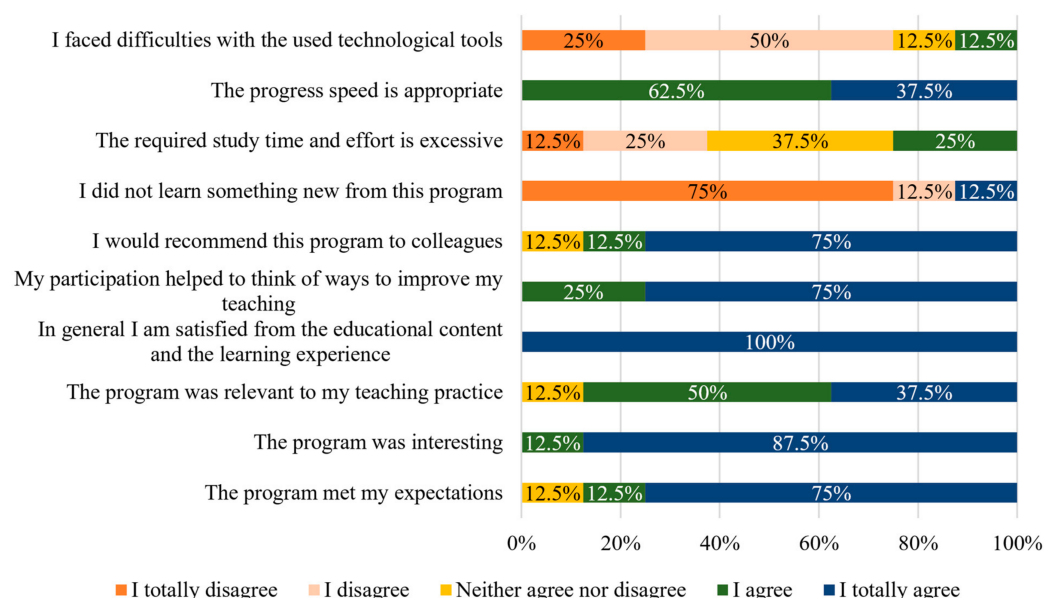 I faced difficulties with the used technological tools
25% 50% 12.5% 12.5%
The progress speed is appropriate
62.5% 37.5%
The required study time and effort is excessive
12.5% 25% 37.5% 25%
I did not learn something new from this program
75% 12.5% 12.5%
I would recommend this program to colleagues
12.5% 12.5% 75%
My participation helped to think of ways to improve my
teaching
25% 75%
In general I am satisfied from the educational content
and the learning experience
100%
The program was relevant to my teaching practice
12.5% 50% 37.5%
The program was interesting
12.5% 87.5%
The program met my expectations
12.5% 12.5% 75%
0% 20% 40% 60% 80% 100%
I totally disagree I disagree Neither agree nor disagree I agree I totally agree